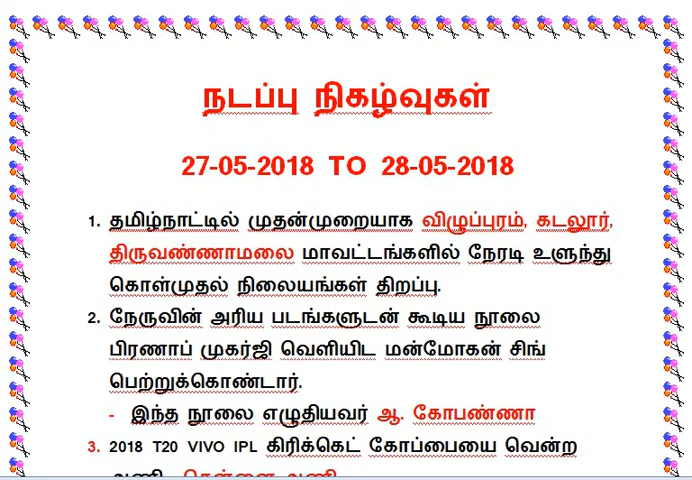 நடப்பு நிகழ்வுகள்
27-05-2018 TO 28-05-2018
1. தமிழ்நாட்டில் முதன்முறையாக விழுப்புரம், கடலூர்,
திருவண்ணாமலை மாவட்டங்களில் நேரடி உளுந்து
கொள்முதல் நிலையங்கள் திறப்பு.
2. நேருவின் அரிய படங்களுடன் கூடிய நூலை
பிரணாப் முகர்ஜி வெளியிட மன்மோகன் சிங்
பெற்றுக்கொண்டார்.
- இந்த நூலை எழுதியவர் ஆ. கோபண்ணா
3. 2018 T20 VIVO IPL கிரிக்கெட் கோப்பையை வென்ற
அணி சென்னை அணி